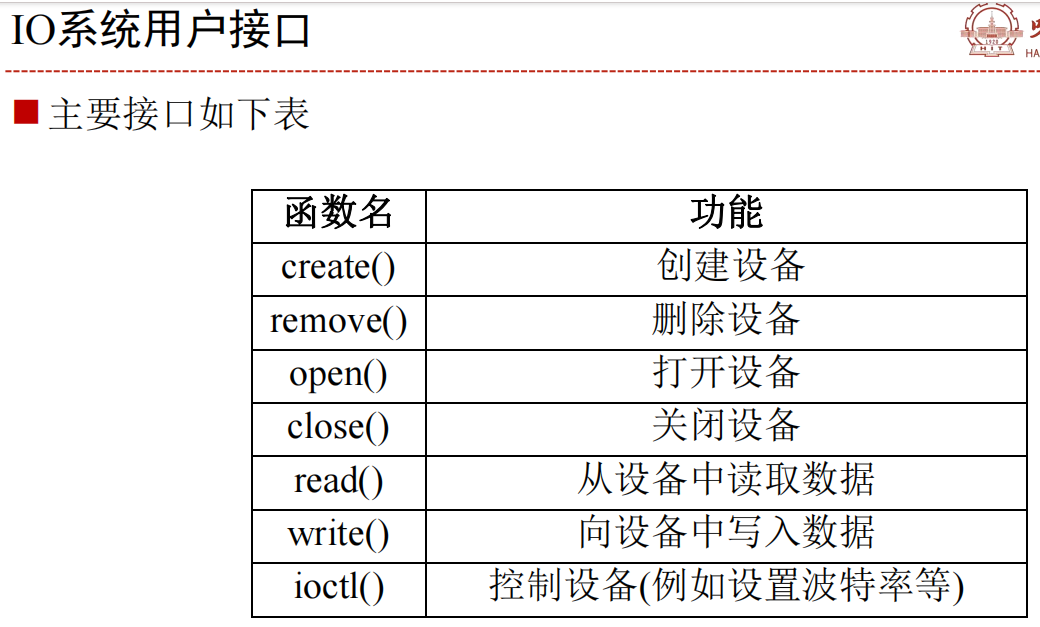 IO系统用户接口
1920
HIT
HA
主要接口如下表
函数名 功能
create() 创建设备
remove() 删除设备
open() 打开设备
close() 关闭设备
read() 从设备中读取数据
write() 向设备中写入数据
ioctl() 控制设备(例如设置波特率等)